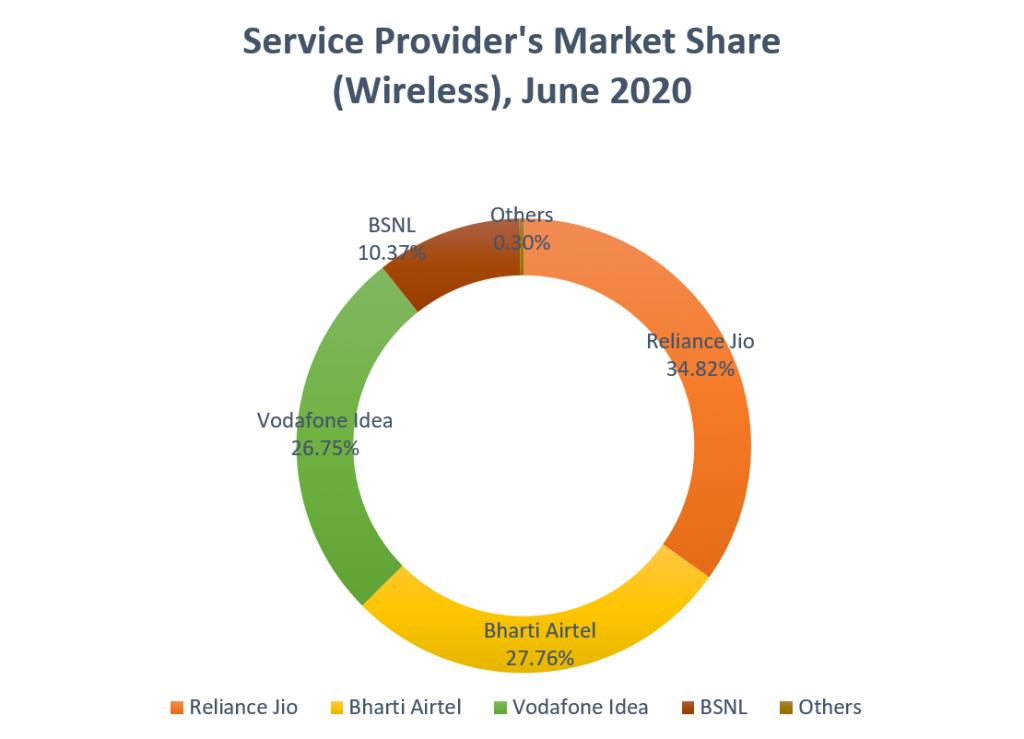 Service Provider's Market Share
(Wireless), June 2020
Others
0.30%
BSNL
10.37%
Reliance Jio
34.82%
Vodafone Idea
26.75%
Bharti Airtel
27.76%
Reliance Jio Bharti Airtel Vodafone Idea BSNL Others